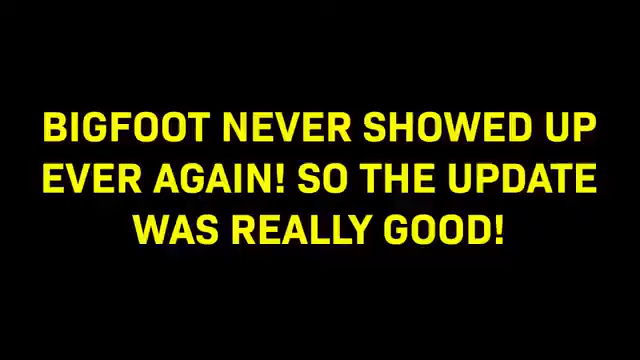 BIGFOOT NEVER SHOWED UP
EVER AGAIN! SO THE UPDATE
WAS REALLY GOOD!